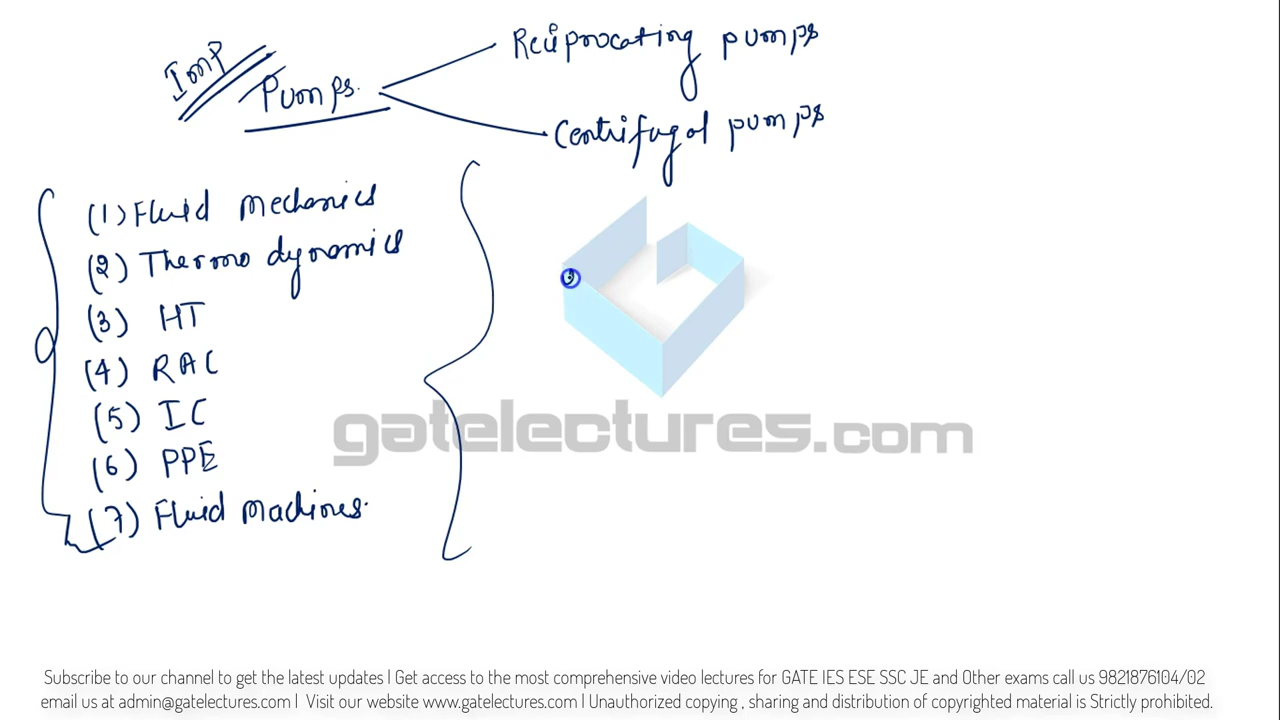 Imp
Pumps.
Reciprocating pumps
Centrifugal pumps
(1) Fluid mechanics
(2) Thermo dynamics
(3) HT
(4) RAC
(5) IC
(6) PPE
(7) Fluid machines.
gatelectures.com
Subscribe to our channel to get the latest updates | Get access to the most comprehensive video lectures for GATE IES ESE SSC JE and Other exams call us 9821876104/02
email us at admin@gatelectures.com | Visit our website www.gatelectures.com | Unauthorized copying , sharing and distribution of copyrighted material is Strictly prohibited.